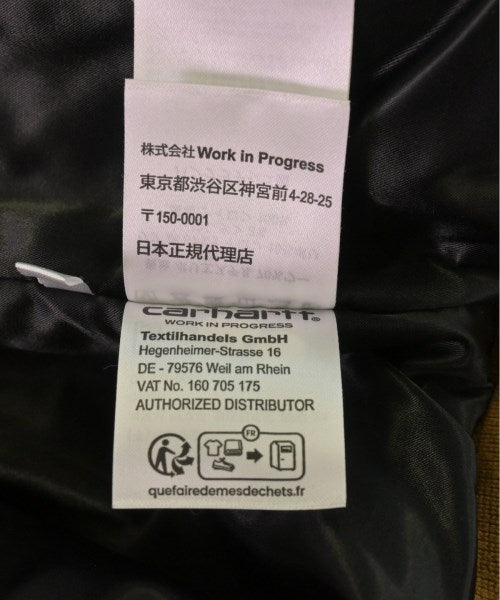 株式会社Work in Progress
東京都渋谷区神宮前4-28-25
〒150-0001
日本正規代理店
carhartt®
WORK IN PROGRESS
Textilhandels GmbH
Hegenheimer-Strasse 16
DE - 79576 Weil am Rhein
VAT No. 160 705 175
AUTHORIZED DISTRIBUTOR
FR
quefairedemesdechets.fr